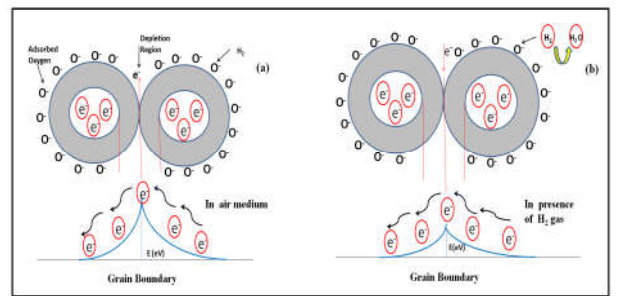 Adsorbed
Oxygen
Depletion
Region
e⁻
H₂
(a)
O⁻ O⁻ O⁻ O⁻ O⁻ O⁻ O⁻ O⁻
e⁻ e⁻ e⁻
e⁻ e⁻ e⁻
In air medium
e⁻ e⁻ e⁻ e⁻ e⁻
E (eV)
Grain Boundary
H₂ H₂O
(b)
e⁻
O⁻ O⁻ O⁻ O⁻ O⁻ O⁻ O⁻ O⁻
e⁻ e⁻ e⁻
e⁻ e⁻ e⁻
In presence
of H₂ gas
e⁻ e⁻ e⁻ e⁻ e⁻
E(eV)
Grain Boundary